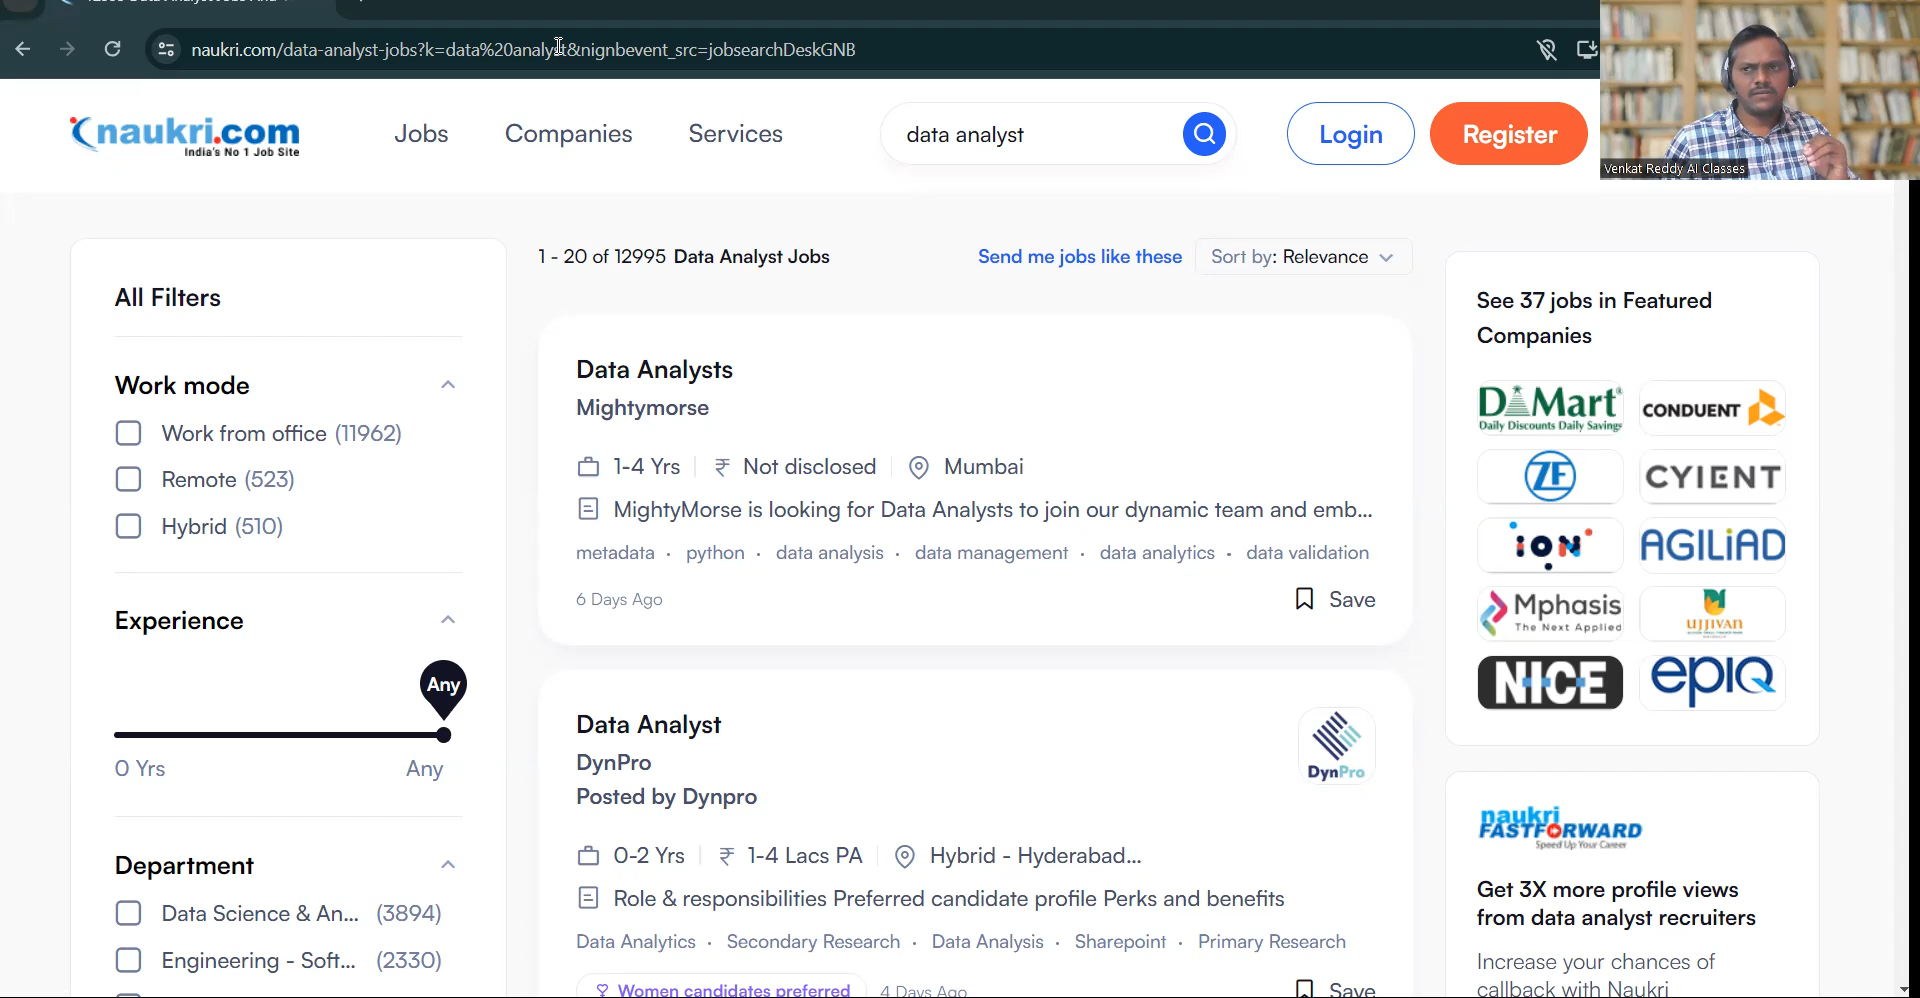 naukri.com/data-analyst-jobs?k=data%20analyst&nignbevent_src=jobsearchDeskGNB
Venkat Reddy AI Classes
naukri.com
India's No 1 Job Site
Jobs
Companies
Services
data analyst
Login
Register
All Filters
Work mode
Work from office (11962)
Remote (523)
Hybrid (510)
Experience
Any
0 Yrs
Any
Department
Data Science & An... (3894)
Engineering - Soft... (2330)
1 - 20 of 12995 Data Analyst Jobs
Send me jobs like these
Sort by: Relevance
Data Analysts
Mightymorse
1-4 Yrs
₹ Not disclosed
Mumbai
MightyMorse is looking for Data Analysts to join our dynamic team and emb...
metadata · python · data analysis · data management · data analytics · data validation
6 Days Ago
Save
Data Analyst
DynPro
Posted by Dynpro
DynPro
0-2 Yrs
₹ 1-4 Lacs PA
Hybrid - Hyderabad...
Role & responsibilities Preferred candidate profile Perks and benefits
Data Analytics · Secondary Research · Data Analysis · Sharepoint · Primary Research
Women candidates preferred
4 Days Ago
Save
See 37 jobs in Featured
Companies
D Mart
Daily Discounts Daily Savings
CONDUENT
ZF
CYIENT
iON
AGILIAD
Mphasis
The Next Applied
UJJIVAN
NICE
epiq
naukri
FASTFORWARD
Speed Up Your Career
Get 3X more profile views
from data analyst recruiters
Increase your chances of
callback with Naukri